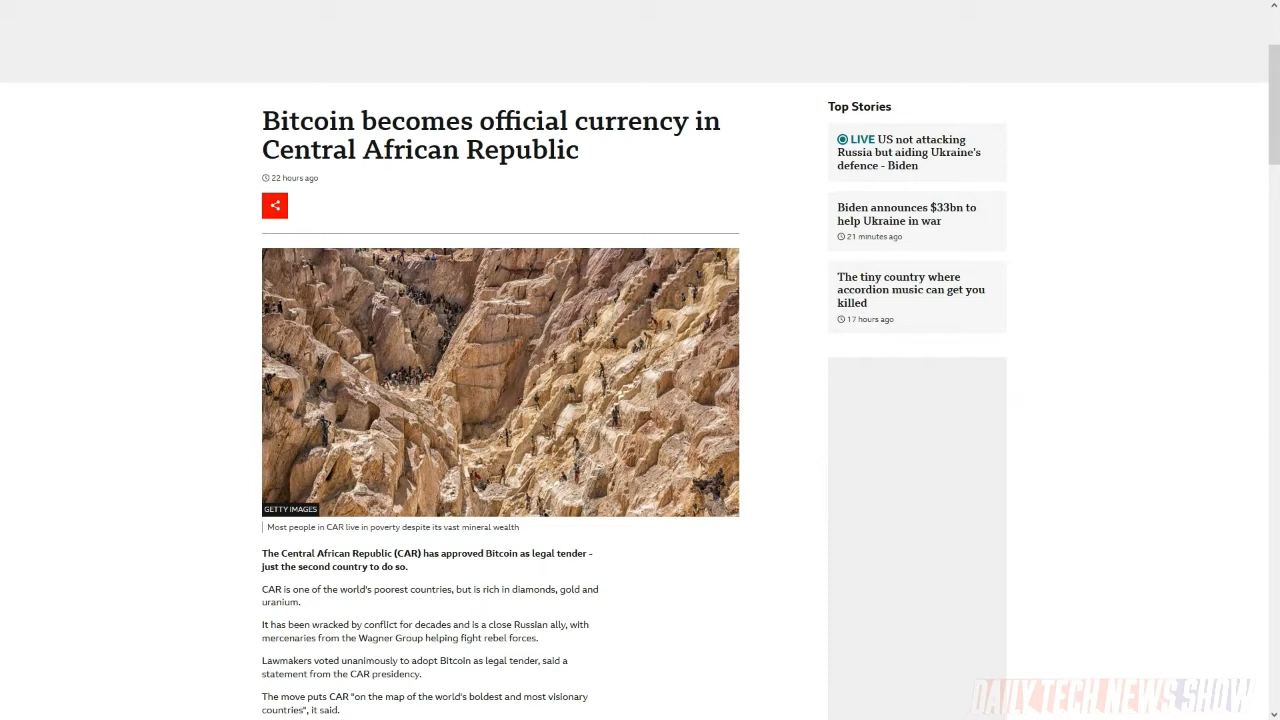 Bitcoin becomes official currency in
Central African Republic
22 hours ago
GETTY IMAGES
Most people in CAR live in poverty despite its vast mineral wealth
The Central African Republic (CAR) has approved Bitcoin as legal tender -
just the second country to do so.
CAR is one of the world's poorest countries, but is rich in diamonds, gold and
uranium.
It has been wracked by conflict for decades and is a close Russian ally, with
mercenaries from the Wagner Group helping fight rebel forces.
Lawmakers voted unanimously to adopt Bitcoin as legal tender, said a
statement from the CAR presidency.
The move puts CAR "on the map of the world's boldest and most visionary
countries", it said.
Top Stories
LIVE US not attacking
Russia but aiding Ukraine's
defence - Biden
Biden announces $33bn to
help Ukraine in war
21 minutes ago
The tiny country where
accordion music can get you
killed
17 hours ago
DAILY TECH NEWS SHOW